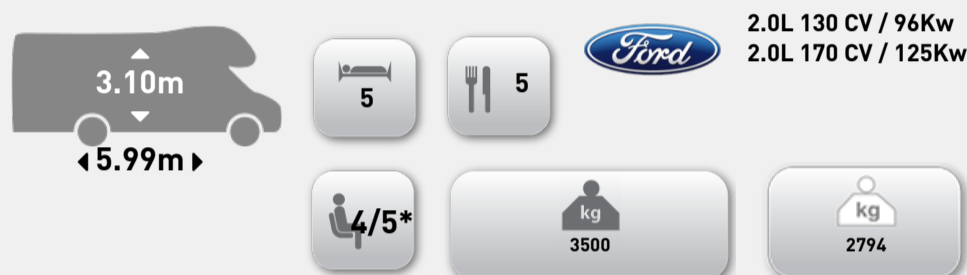 3.10m
5.99m
5
5
Ford
2.0L 130 CV / 96Kw
2.0L 170 CV / 125Kw
4/5*
kg
3500
kg
2794